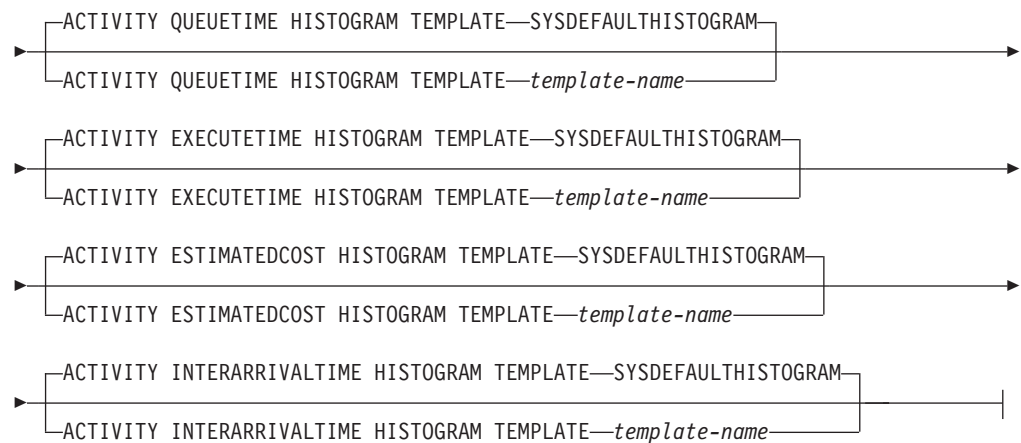 ACTIVITY QUEUETIME HISTOGRAM TEMPLATE SYSDEFAULTHISTOGRAM
ACTIVITY QUEUETIME HISTOGRAM TEMPLATE template-name
ACTIVITY EXECUTETIME HISTOGRAM TEMPLATE SYSDEFAULTHISTOGRAM
ACTIVITY EXECUTETIME HISTOGRAM TEMPLATE template-name
ACTIVITY ESTIMATEDCOST HISTOGRAM TEMPLATE SYSDEFAULTHISTOGRAM
ACTIVITY ESTIMATEDCOST HISTOGRAM TEMPLATE template-name
ACTIVITY INTERARRIVALTIME HISTOGRAM TEMPLATE SYSDEFAULTHISTOGRAM
ACTIVITY INTERARRIVALTIME HISTOGRAM TEMPLATE template-name